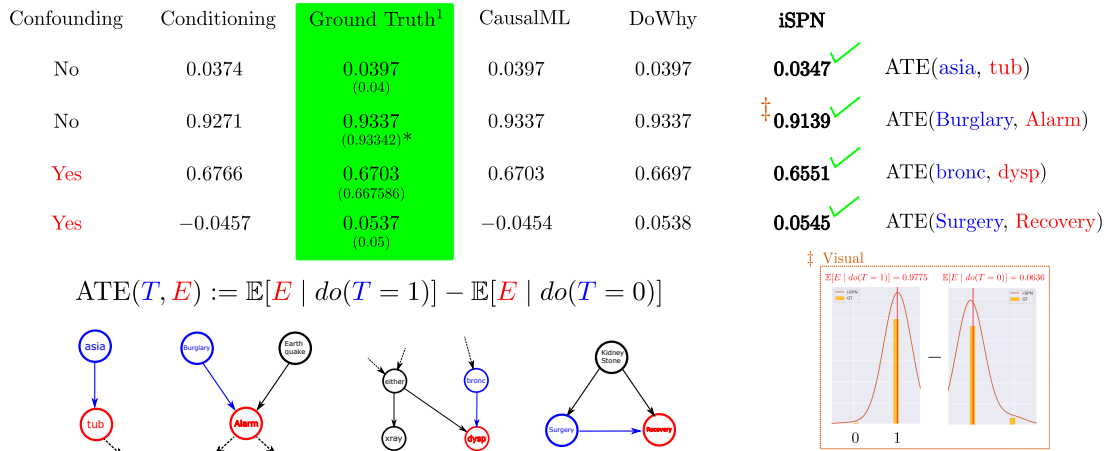 Confounding Conditioning Ground Truth¹ CausalML DoWhy iSPN
No 0.0374 0.0397 0.0397 0.0397 0.0347 ATE(asia, tub)
(0.04)
No 0.9271 0.9337 0.9337 0.9337 ‡ 0.9139 ATE(Burglary, Alarm)
(0.93342)*
Yes 0.6766 0.6703 0.6703 0.6697 0.6551 ATE(bronc, dysp)
(0.667586)
Yes −0.0457 0.0537 −0.0454 0.0538 0.0545 ATE(Surgery, Recovery)
(0.05)
ATE(T, E) := 𝔼[E | do(T = 1)] − 𝔼[E | do(T = 0)]
‡ Visual
𝔼[E | do(T = 1)] = 0.9775 𝔼[E | do(T = 0)] = 0.0636
iSPN
GT
iSPN
GT
−
0 1
asia
tub
Burglary
Earth
quake
Alarm
either
bronc
xray
dysp
Kidney
Stone
Surgery
Recovery